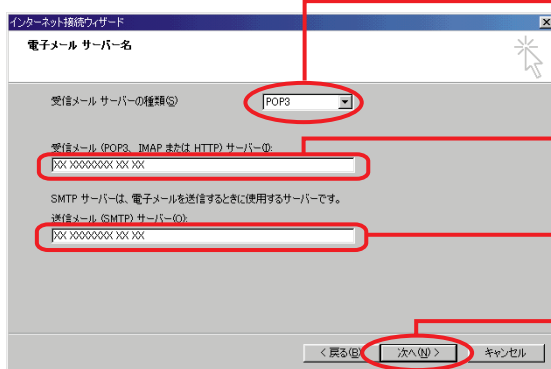 インターネット接続ウィザード
電子メール サーバー名
受信メール サーバーの種類(S)
POP3
受信メール (POP3、IMAP または HTTP) サーバー(I):
XX XXXXXXX XX XX
SMTP サーバーは、電子メールを送信するときに使用するサーバーです。
送信メール (SMTP) サーバー(O):
XX XXXXXXX XX XX
< 戻る(B)
次へ(N) >
キャンセル